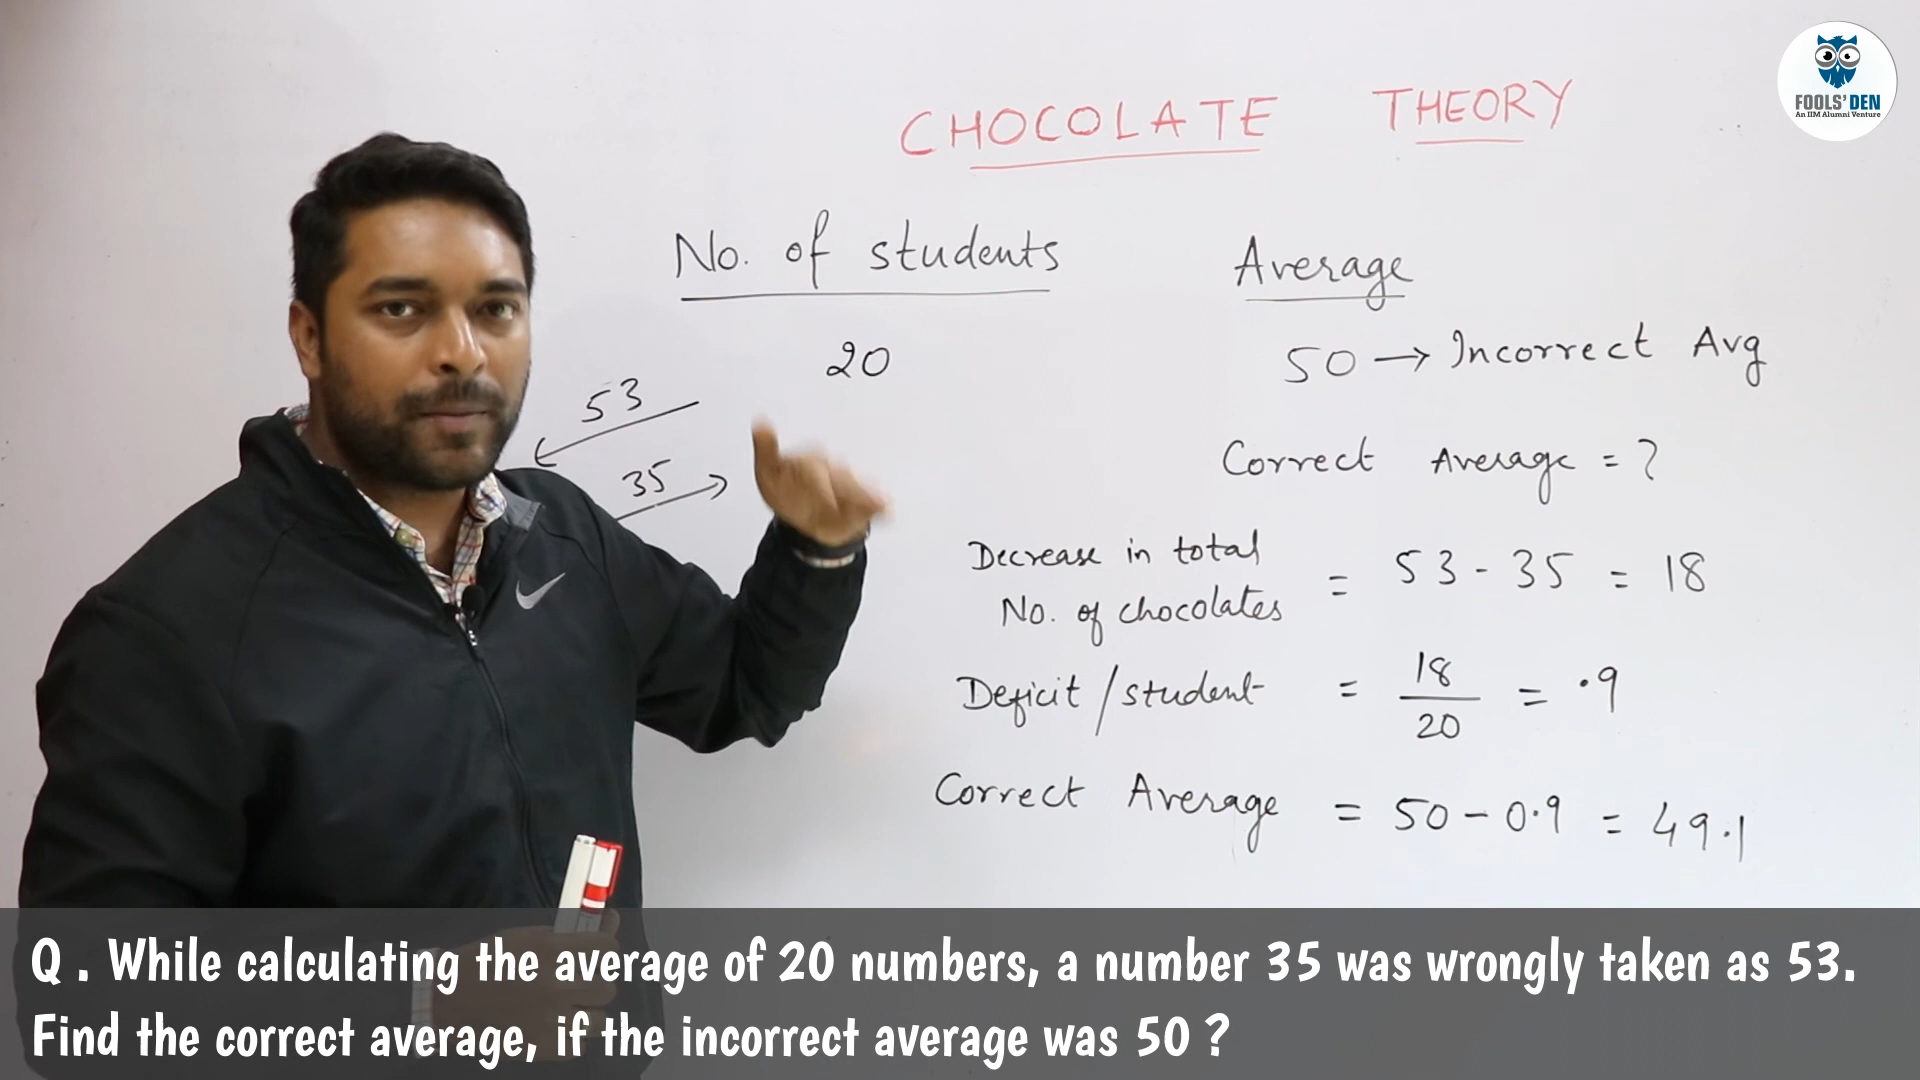 FOOLS' DEN
An IIM Alumni Venture
CHOCOLATE THEORY
No. of students Average
20 50 → Incorrect Avg
53
35
Correct Average = ?
Decrease in total
No. of chocolates = 53 - 35 = 18
Deficit / student = 18/20 = .9
Correct Average = 50 - 0.9 = 49.1
Q . While calculating the average of 20 numbers, a number 35 was wrongly taken as 53.
Find the correct average, if the incorrect average was 50 ?